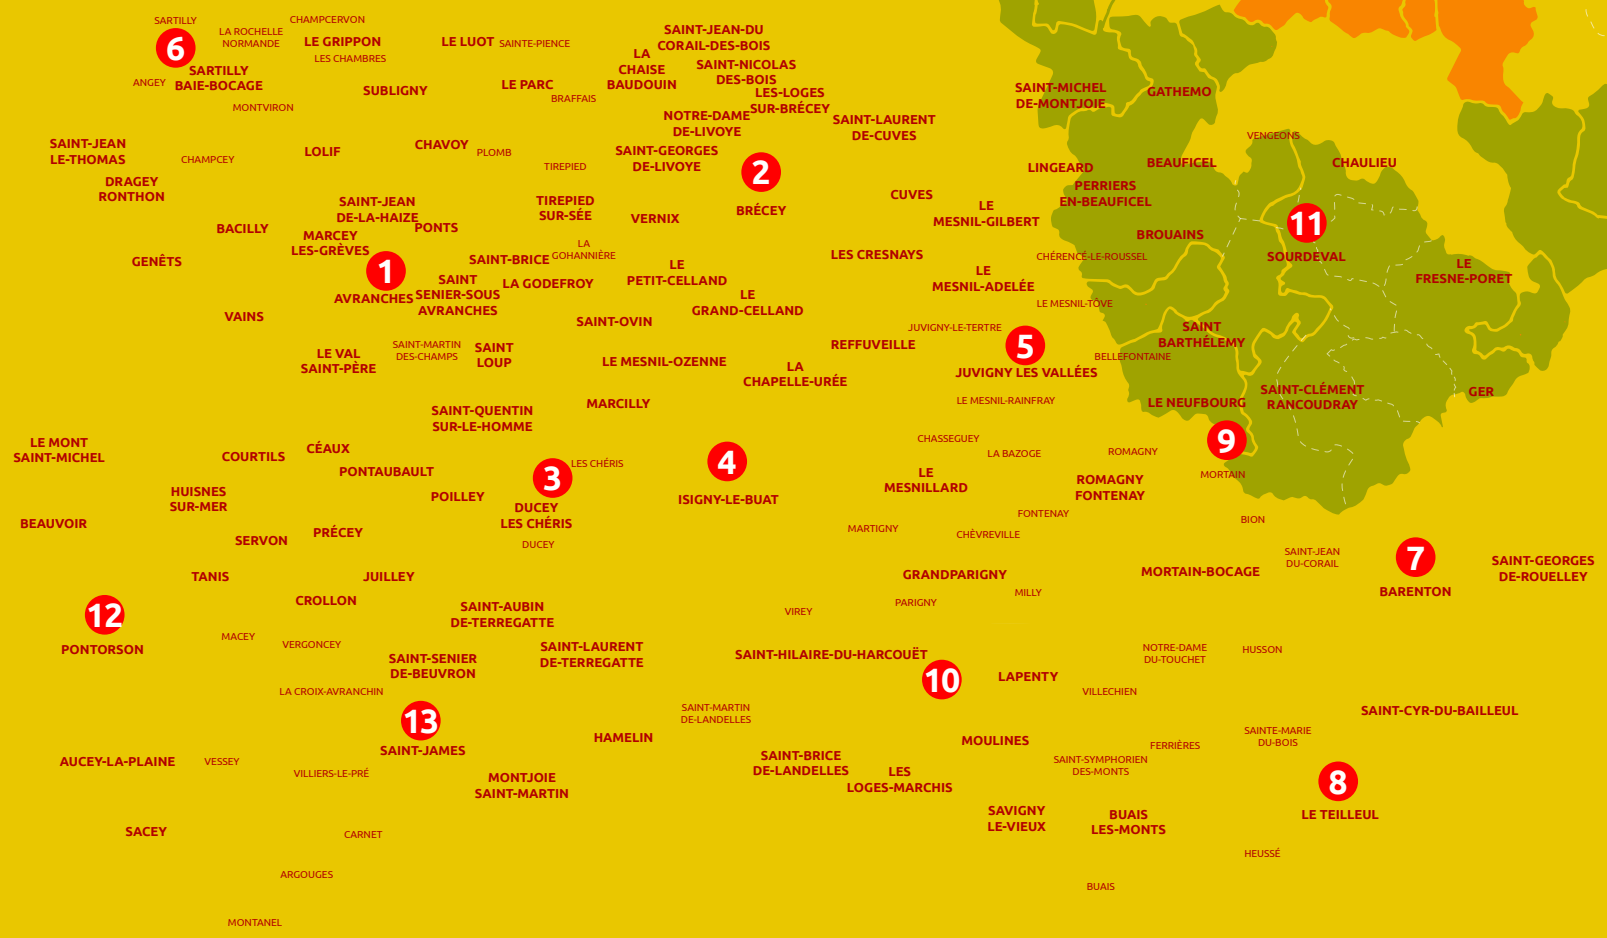 SARTILLY
CHAMPCERVON
LA ROCHELLE
NORMANDE
6
LE GRIPPON
LES CHAMBRES
LE LUOT
SAINTE-PIENCE
SAINT-JEAN-DU
CORAIL-DES-BOIS
LA
CHAISE
BAUDOUIN
SAINT-NICOLAS
DES-BOIS
ANGEY
SARTILLY
BAIE-BOCAGE
MONTVIRON
SUBLIGNY
LE PARC
BRAFFAIS
LES-LOGES
SUR-BRÉCEY
NOTRE-DAME
DE-LIVOYE
SAINT-LAURENT
DE-CUVES
SAINT-MICHEL
DE-MONTJOIE
GATHEMO
VENGEONS
SAINT-JEAN
LE-THOMAS
CHAMPCEY
LOLIF
CHAVOY
PLOMB
TIREPIED
SAINT-GEORGES
DE-LIVOYE
2
BRÉCEY
LINGEARD
BEAUFICEL
CHAULIEU
DRAGEY
RONTHON
PERRIERS
EN-BEAUFICEL
SAINT-JEAN
DE-LA-HAIZE
TIREPIED
SUR-SÉE
VERNIX
CUVES
LE
MESNIL-GILBERT
11
SOURDEVAL
BACILLY
MARCEY
LES-GRÈVES
PONTS
BROUAINS
GENÊTS
1
AVRANCHES
SAINT-BRICE
LA
GOHANNIÈRE
LES CRESNAYS
CHÉRENCÉ-LE-ROUSSEL
LE
FRESNE-PORET
SAINT
SENIER-SOUS
AVRANCHES
LA GODEFROY
LE
PETIT-CELLAND
LE
MESNIL-ADELÉE
LE
GRAND-CELLAND
LE MESNIL-TÔVE
VAINS
SAINT-OVIN
JUVIGNY-LE-TERTRE
SAINT
BARTHÉLEMY
LE VAL
SAINT-PÈRE
SAINT-MARTIN
DES-CHAMPS
SAINT
LOUP
LE MESNIL-OZENNE
REFFUVEILLE
5
JUVIGNY LES VALLÉES
BELLEFONTAINE
LA
CHAPELLE-URÉE
SAINT-QUENTIN
SUR-LE-HOMME
MARCILLY
LE MESNIL-RAINFRAY
LE NEUFBOURG
SAINT-CLÉMENT
RANCOUDRAY
GER
LE MONT
SAINT-MICHEL
COURTILS
CÉAUX
PONTAUBAULT
LES CHÉRIS
3
DUCEY
LES CHÉRIS
DUCEY
4
ISIGNY-LE-BUAT
CHASSEGUEY
LA BAZOGE
ROMAGNY
9
MORTAIN
HUISNES
SUR-MER
POILLEY
LE
MESNILLARD
ROMAGNY
FONTENAY
BEAUVOIR
SERVON
PRÉCEY
MARTIGNY
FONTENAY
CHÈVREVILLE
BION
TANIS
JUILLEY
GRANDPARIGNY
MORTAIN-BOCAGE
SAINT-JEAN
DU-CORAIL
7
BARENTON
SAINT-GEORGES
DE-ROUELLEY
12
PONTORSON
CROLLON
SAINT-AUBIN
DE-TERREGATTE
VIREY
PARIGNY
MILLY
MACEY
VERGONCEY
SAINT-SENIER
DE-BEUVRON
SAINT-LAURENT
DE-TERREGATTE
SAINT-HILAIRE-DU-HARCOUËT
10
LAPENTY
NOTRE-DAME
DU-TOUCHET
HUSSON
LA CROIX-AVRANCHIN
VILLECHIEN
13
SAINT-JAMES
SAINT-MARTIN
DE-LANDELLES
SAINT-CYR-DU-BAILLEUL
HAMELIN
MOULINES
FERRIÈRES
SAINTE-MARIE
DU-BOIS
AUCEY-LA-PLAINE
VESSEY
VILLIERS-LE-PRÉ
MONTJOIE
SAINT-MARTIN
SAINT-BRICE
DE-LANDELLES
LES
LOGES-MARCHIS
SAINT-SYMPHORIEN
DES-MONTS
8
LE TEILLEUL
SACEY
CARNET
SAVIGNY
LE-VIEUX
BUAIS
LES-MONTS
HEUSSÉ
ARGOUGES
BUAIS
MONTANEL